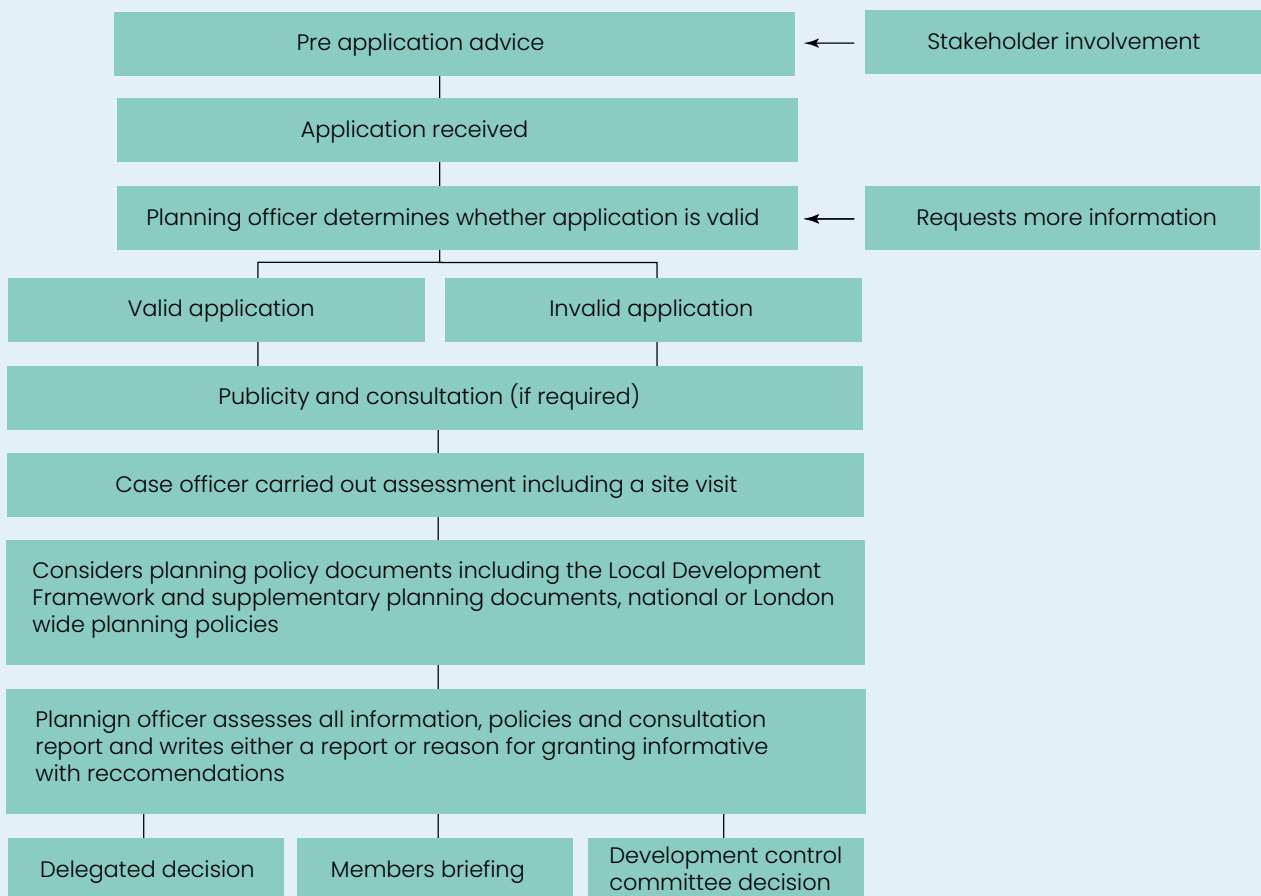 Pre application advice
Stakeholder involvement
Application received
Planning officer determines whether application is valid
Requests more information
Valid application
Invalid application
Publicity and consultation (if required)
Case officer carried out assessment including a site visit
Considers planning policy documents including the Local Development
Framework and supplementary planning documents, national or London
wide planning policies
Plannign officer assesses all information, policies and consultation
report and writes either a report or reason for granting informative
with reccomendations
Delegated decision
Members briefing
Development control
committee decision